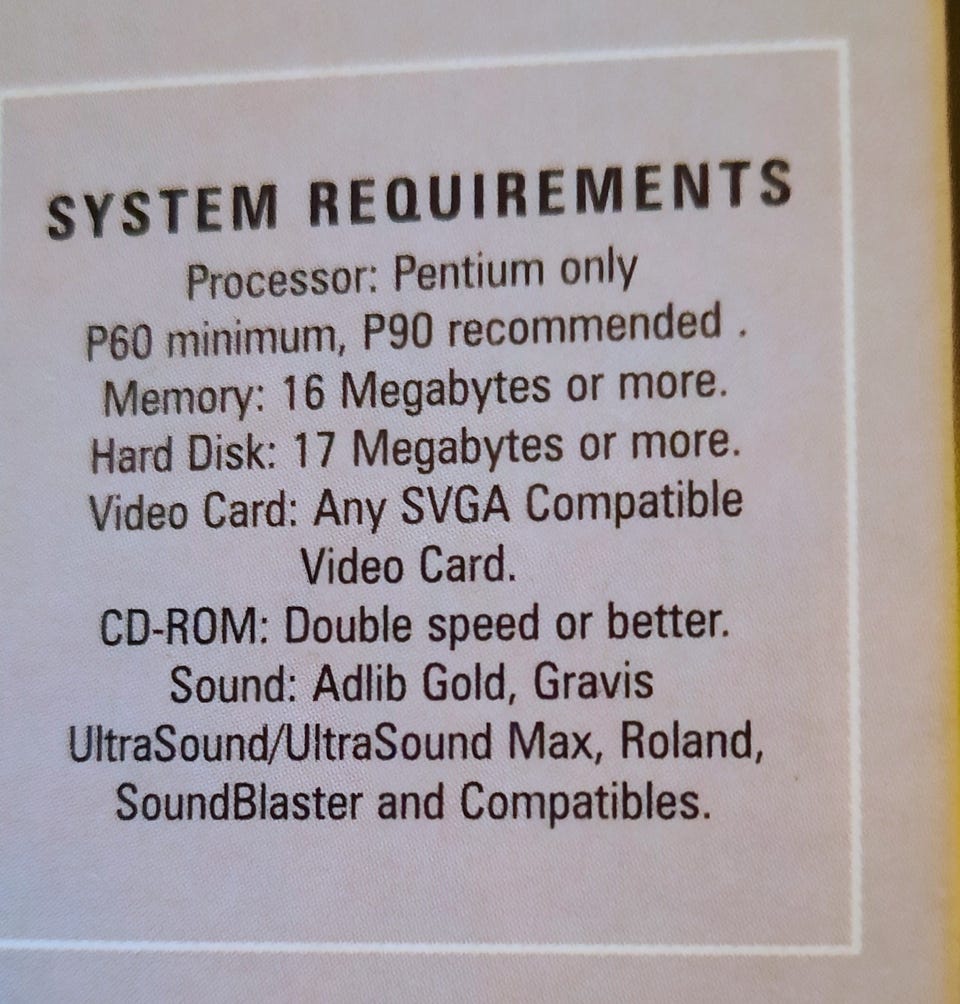 SYSTEM REQUIREMENTS
Processor: Pentium only
P60 minimum, P90 recommended .
Memory: 16 Megabytes or more.
Hard Disk: 17 Megabytes or more.
Video Card: Any SVGA Compatible
Video Card.
CD-ROM: Double speed or better.
Sound: Adlib Gold, Gravis
UltraSound/UltraSound Max, Roland,
SoundBlaster and Compatibles.